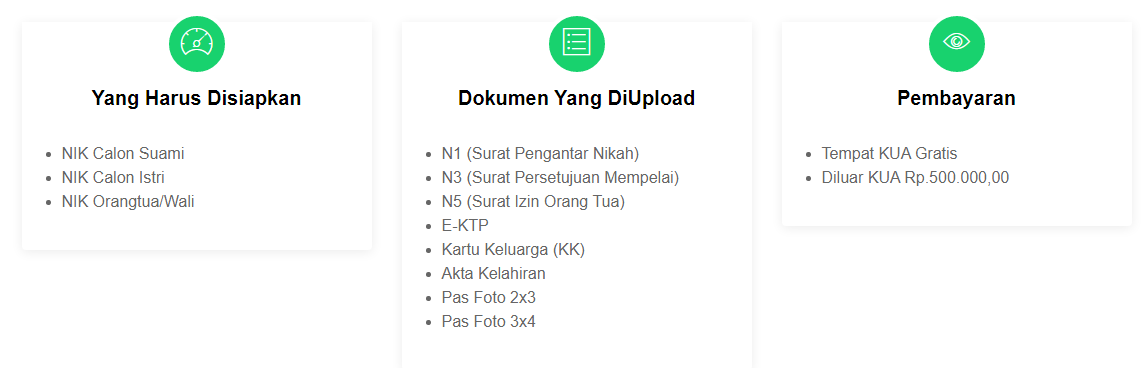 Yang Harus Disiapkan
NIK Calon Suami
NIK Calon Istri
NIK Orangtua/Wali
Dokumen Yang DiUpload
N1 (Surat Pengantar Nikah)
N3 (Surat Persetujuan Mempelai)
N5 (Surat Izin Orang Tua)
E-KTP
Kartu Keluarga (KK)
Akta Kelahiran
Pas Foto 2x3
Pas Foto 3x4
Pembayaran
Tempat KUA Gratis
Diluar KUA Rp.500.000,00